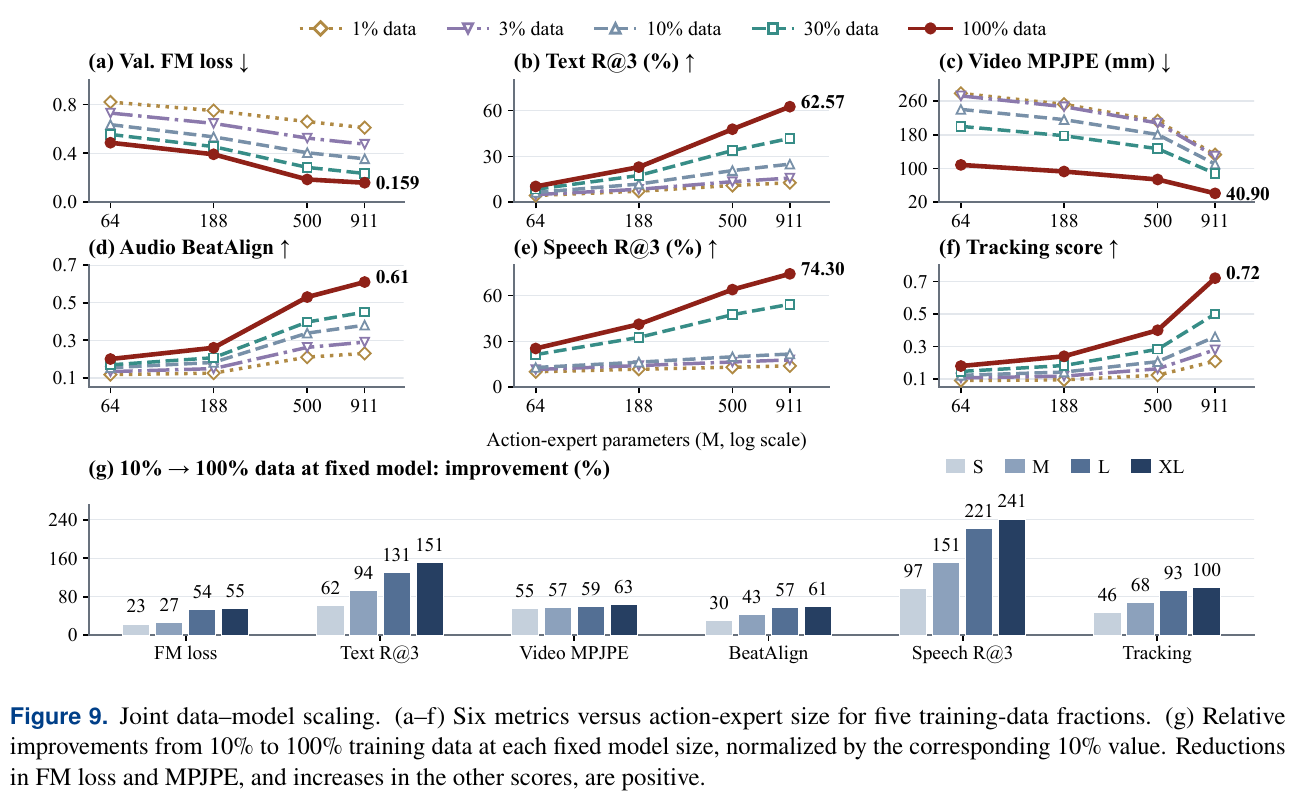 1% data 3% data 10% data 30% data 100% data
(a) Val. FM loss ↓
0.8
0.4
0.0
0.159
64 188 500 911
(b) Text R@3 (%) ↑
60
30
0
62.57
64 188 500 911
(c) Video MPJPE (mm) ↓
260
180
100
20
40.90
64 188 500 911
(d) Audio BeatAlign ↑
0.7
0.5
0.3
0.1
0.61
64 188 500 911
(e) Speech R@3 (%) ↑
60
30
0
74.30
64 188 500 911
(f) Tracking score ↑
0.7
0.5
0.3
0.1
0.72
64 188 500 911
Action-expert parameters (M, log scale)
(g) 10% → 100% data at fixed model: improvement (%)
S M L XL
240
160
80
0
23 27 54 55
62 94 131 151
55 57 59 63
30 43 57 61
97 151 221 241
46 68 93 100
FM loss Text R@3 Video MPJPE BeatAlign Speech R@3 Tracking
Figure 9. Joint data–model scaling. (a–f) Six metrics versus action-expert size for five training-data fractions. (g) Relative
improvements from 10% to 100% training data at each fixed model size, normalized by the corresponding 10% value. Reductions
in FM loss and MPJPE, and increases in the other scores, are positive.